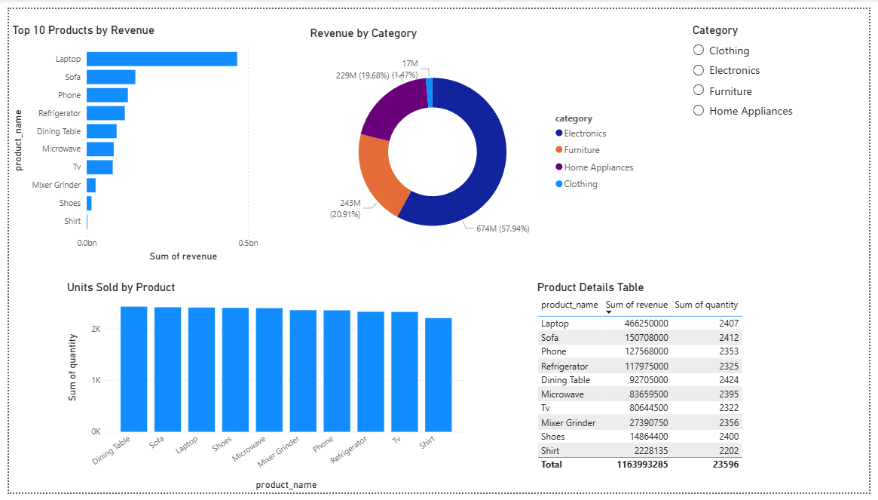 Top 10 Products by Revenue
Laptop
Sofa
Phone
Refrigerator
Dining Table
Microwave
Tv
Mixer Grinder
Shoes
Shirt
product_name
0.0bn 0.5bn
Sum of revenue
Revenue by Category
17M
(1.47%)
229M (19.68%)
243M
(20.91%)
674M (57.94%)
category
Electronics
Furniture
Home Appliances
Clothing
Category
Clothing
Electronics
Furniture
Home Appliances
Units Sold by Product
2K
1K
0K
Sum of quantity
Dining Table Sofa Laptop Shoes Microwave Mixer Grinder Phone Refrigerator Tv Shirt
product_name
Product Details Table
product_name Sum of revenue Sum of quantity
Laptop 466250000 2407
Sofa 150708000 2412
Phone 127568000 2353
Refrigerator 117975000 2325
Dining Table 92705000 2424
Microwave 83659500 2395
Tv 80644500 2322
Mixer Grinder 27390750 2356
Shoes 14864400 2400
Shirt 2228135 2202
Total 1163993285 23596